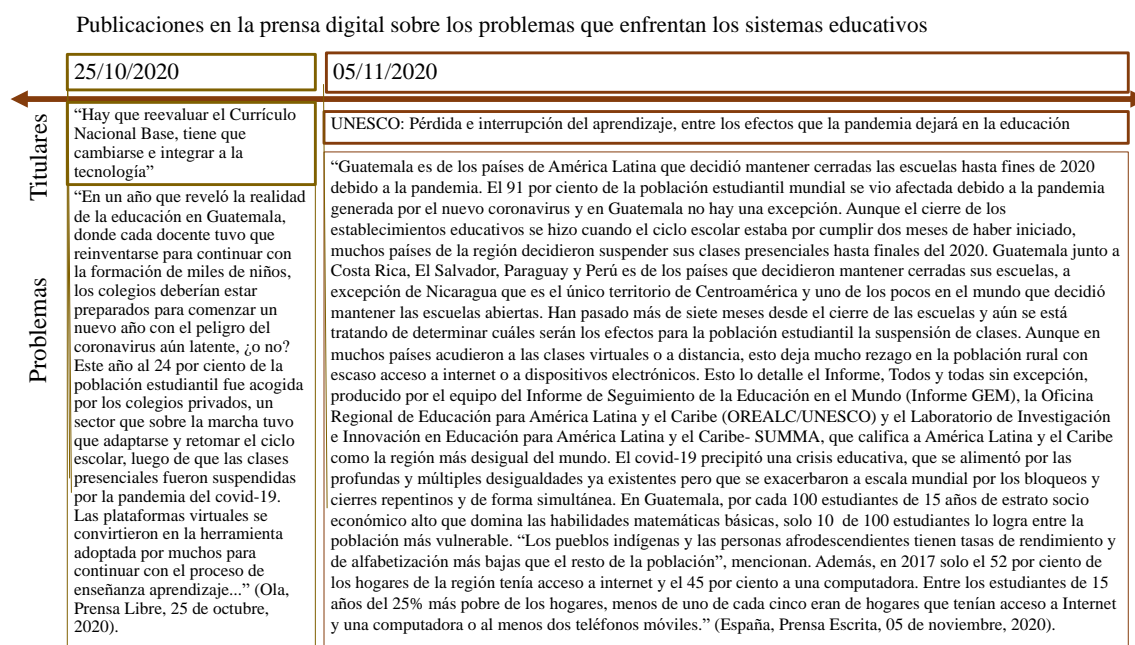 Publicaciones en la prensa digital sobre los problemas que enfrentan los sistemas educativos
25/10/2020
05/11/2020
Titulares
“Hay que reevaluar el Currículo
Nacional Base, tiene que
cambiarse e integrar a la
tecnología”
UNESCO: Pérdida e interrupción del aprendizaje, entre los efectos que la pandemia dejará en la educación
Problemas
“En un año que reveló la realidad
de la educación en Guatemala,
donde cada docente tuvo que
reinventarse para continuar con
la formación de miles de niños,
los colegios deberían estar
preparados para comenzar un
nuevo año con el peligro del
coronavirus aún latente, ¿o no?
Este año al 24 por ciento de la
población estudiantil fue acogida
por los colegios privados, un
sector que sobre la marcha tuvo
que adaptarse y retomar el ciclo
escolar, luego de que las clases
presenciales fueron suspendidas
por la pandemia del covid-19.
Las plataformas virtuales se
convirtieron en la herramienta
adoptada por muchos para
continuar con el proceso de
enseñanza aprendizaje...” (Ola,
Prensa Libre, 25 de octubre,
2020).
“Guatemala es de los países de América Latina que decidió mantener cerradas las escuelas hasta fines de 2020
debido a la pandemia. El 91 por ciento de la población estudiantil mundial se vio afectada debido a la pandemia
generada por el nuevo coronavirus y en Guatemala no hay una excepción. Aunque el cierre de los
establecimientos educativos se hizo cuando el ciclo escolar estaba por cumplir dos meses de haber iniciado,
muchos países de la región decidieron suspender sus clases presenciales hasta finales del 2020. Guatemala junto a
Costa Rica, El Salvador, Paraguay y Perú es de los países que decidieron mantener cerradas sus escuelas, a
excepción de Nicaragua que es el único territorio de Centroamérica y uno de los pocos en el mundo que decidió
mantener las escuelas abiertas. Han pasado más de siete meses desde el cierre de las escuelas y aún se está
tratando de determinar cuáles serán los efectos para la población estudiantil la suspensión de clases. Aunque en
muchos países acudieron a las clases virtuales o a distancia, esto deja mucho rezago en la población rural con
escaso acceso a internet o a dispositivos electrónicos. Esto lo detalle el Informe, Todos y todas sin excepción,
producido por el equipo del Informe de Seguimiento de la Educación en el Mundo (Informe GEM), la Oficina
Regional de Educación para América Latina y el Caribe (OREALC/UNESCO) y el Laboratorio de Investigación
e Innovación en Educación para América Latina y el Caribe- SUMMA, que califica a América Latina y el Caribe
como la región más desigual del mundo. El covid-19 precipitó una crisis educativa, que se alimentó por las
profundas y múltiples desigualdades ya existentes pero que se exacerbaron a escala mundial por los bloqueos y
cierres repentinos y de forma simultánea. En Guatemala, por cada 100 estudiantes de 15 años de estrato socio
económico alto que domina las habilidades matemáticas básicas, solo 10 de 100 estudiantes lo logra entre la
población más vulnerable. “Los pueblos indígenas y las personas afrodescendientes tienen tasas de rendimiento y
de alfabetización más bajas que el resto de la población”, mencionan. Además, en 2017 solo el 52 por ciento de
los hogares de la región tenía acceso a internet y el 45 por ciento a una computadora. Entre los estudiantes de 15
años del 25% más pobre de los hogares, menos de uno de cada cinco eran de hogares que tenían acceso a Internet
y una computadora o al menos dos teléfonos móviles.” (España, Prensa Escrita, 05 de noviembre, 2020).